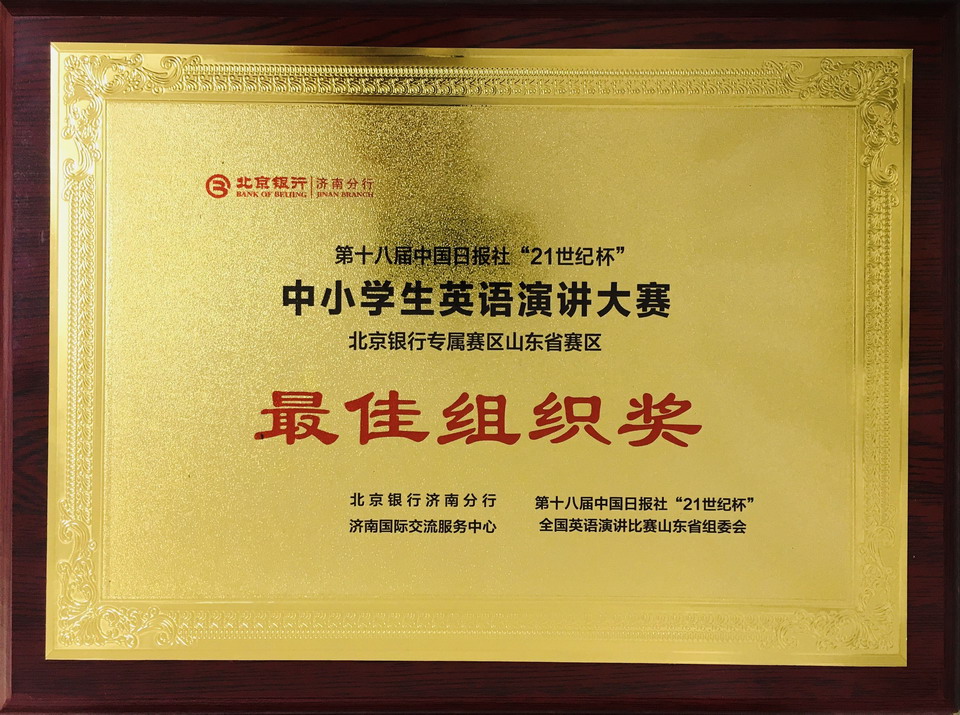 北京银行 济南分行
BANK OF BEIJING JINAN BRANCH
第十八届中国日报社“21世纪杯”
中小学生英语演讲大赛
北京银行专属赛区山东省赛区
最佳组织奖
北京银行济南分行
济南国际交流服务中心
第十八届中国日报社“21世纪杯”
全国英语演讲比赛山东省组委会